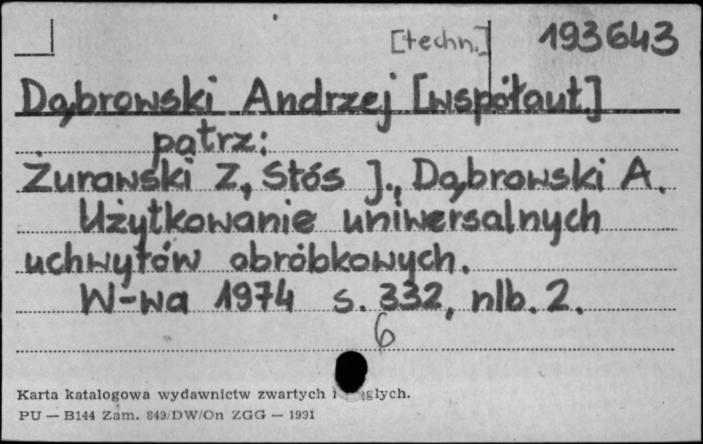 [techn.] 193643
Dąbrowski Andrzej [współaut]
patrz:
Żurawski Z, Stós J., Dąbrowski A.
Użytkowanie uniwersalnych
uchwytów obróbkowych.
W-wa 1974 s. 332, nlb. 2.
6
Karta katalogowa wydawnictw zwartych i
PU — B144 Zam. 849/DW/On ZGG — 1991